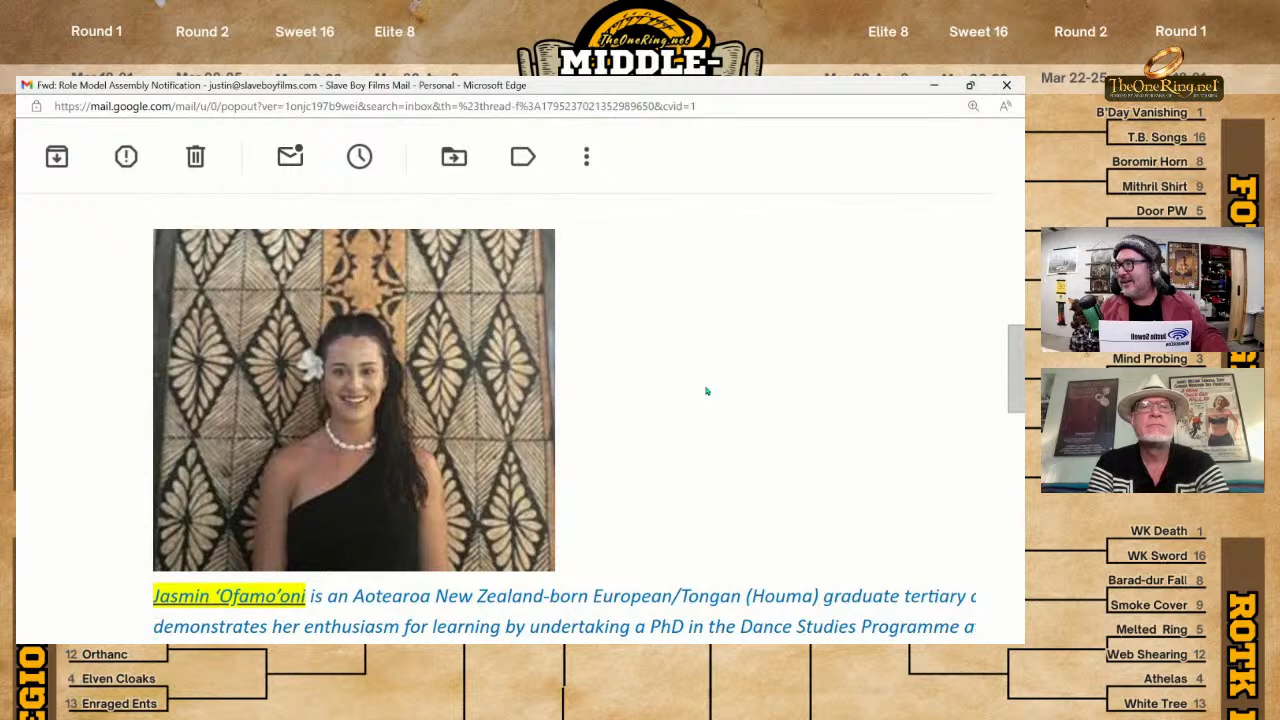 Round 1
Round 2
Sweet 16
Elite 8
Elite 8
Sweet 16
Round 2
Round 1
TheOneRing.net
MIDDLE-
Mar 22-25
TheOneRing.net
Fwd: Role Model Assembly Notification - justin@slaveboyfilms.com - Slave Boy Films Mail - Personal - Microsoft Edge
https://mail.google.com/mail/u/0/popout?ver=1onjc197b9wei&search=inbox&th=%23thread-f%3A1795237021352989650&cvid=1
B'Day Vanishing 1
T.B. Songs 16
Boromir Horn 8
Mithril Shirt 9
Door PW 5
Mind Probing 3
Jasmin ‘Ofamo‘oni is an Aotearoa New Zealand-born European/Tongan (Houma) graduate tertiary
demonstrates her enthusiasm for learning by undertaking a PhD in the Dance Studies Programme
WK Death 1
WK Sword 16
Barad-dur Fall 8
Smoke Cover 9
Melted Ring 5
Web Shearing 12
Athelas 4
White Tree 13
ROTK
12 Orthanc
4 Elven Cloaks
13 Enraged Ents